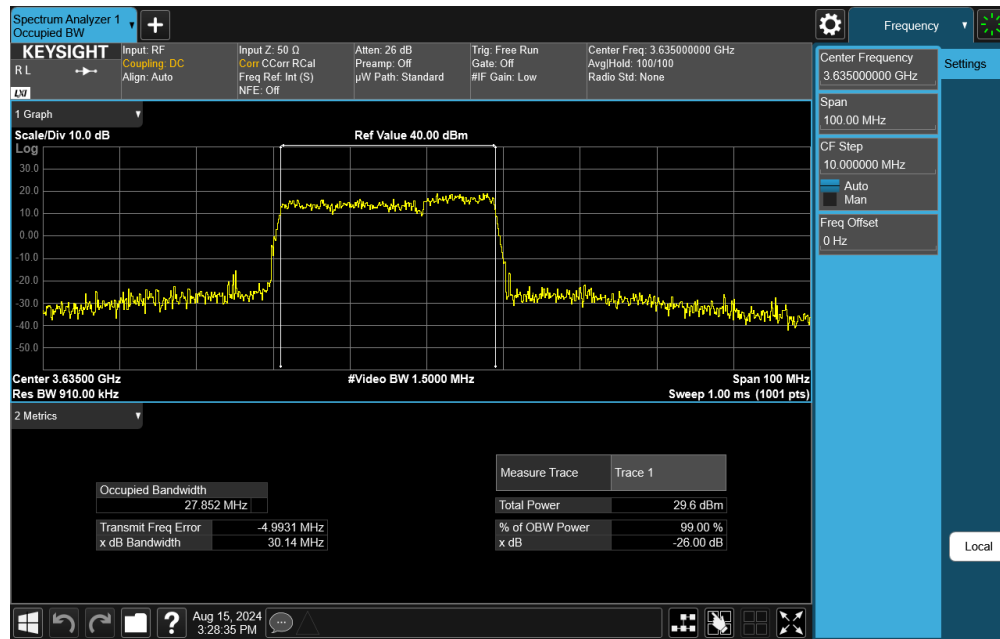 Spectrum Analyzer 1
Occupied BW
+
Frequency
KEYSIGHT
R L
LXI
Input: RF
Coupling: DC
Align: Auto
Input Z: 50 Ω
Corr CCorr RCal
Freq Ref: Int (S)
NFE: Off
Atten: 26 dB
Preamp: Off
µW Path: Standard
Trig: Free Run
Gate: Off
#IF Gain: Low
Center Freq: 3.635000000 GHz
Avg|Hold: 100/100
Radio Std: None
Center Frequency
3.635000000 GHz
Settings
Span
100.00 MHz
CF Step
10.000000 MHz
Auto
Man
Freq Offset
0 Hz
Local
1 Graph
Scale/Div 10.0 dB
Ref Value 40.00 dBm
Log
30.0
20.0
10.0
0.00
-10.0
-20.0
-30.0
-40.0
-50.0
Center 3.63500 GHz
#Video BW 1.5000 MHz
Span 100 MHz
Res BW 910.00 kHz
Sweep 1.00 ms (1001 pts)
2 Metrics
Measure Trace Trace 1
Occupied Bandwidth
27.852 MHz
Total Power 29.6 dBm
Transmit Freq Error -4.9931 MHz
% of OBW Power 99.00 %
x dB Bandwidth 30.14 MHz
x dB -26.00 dB
?
Aug 15, 2024
3:28:35 PM